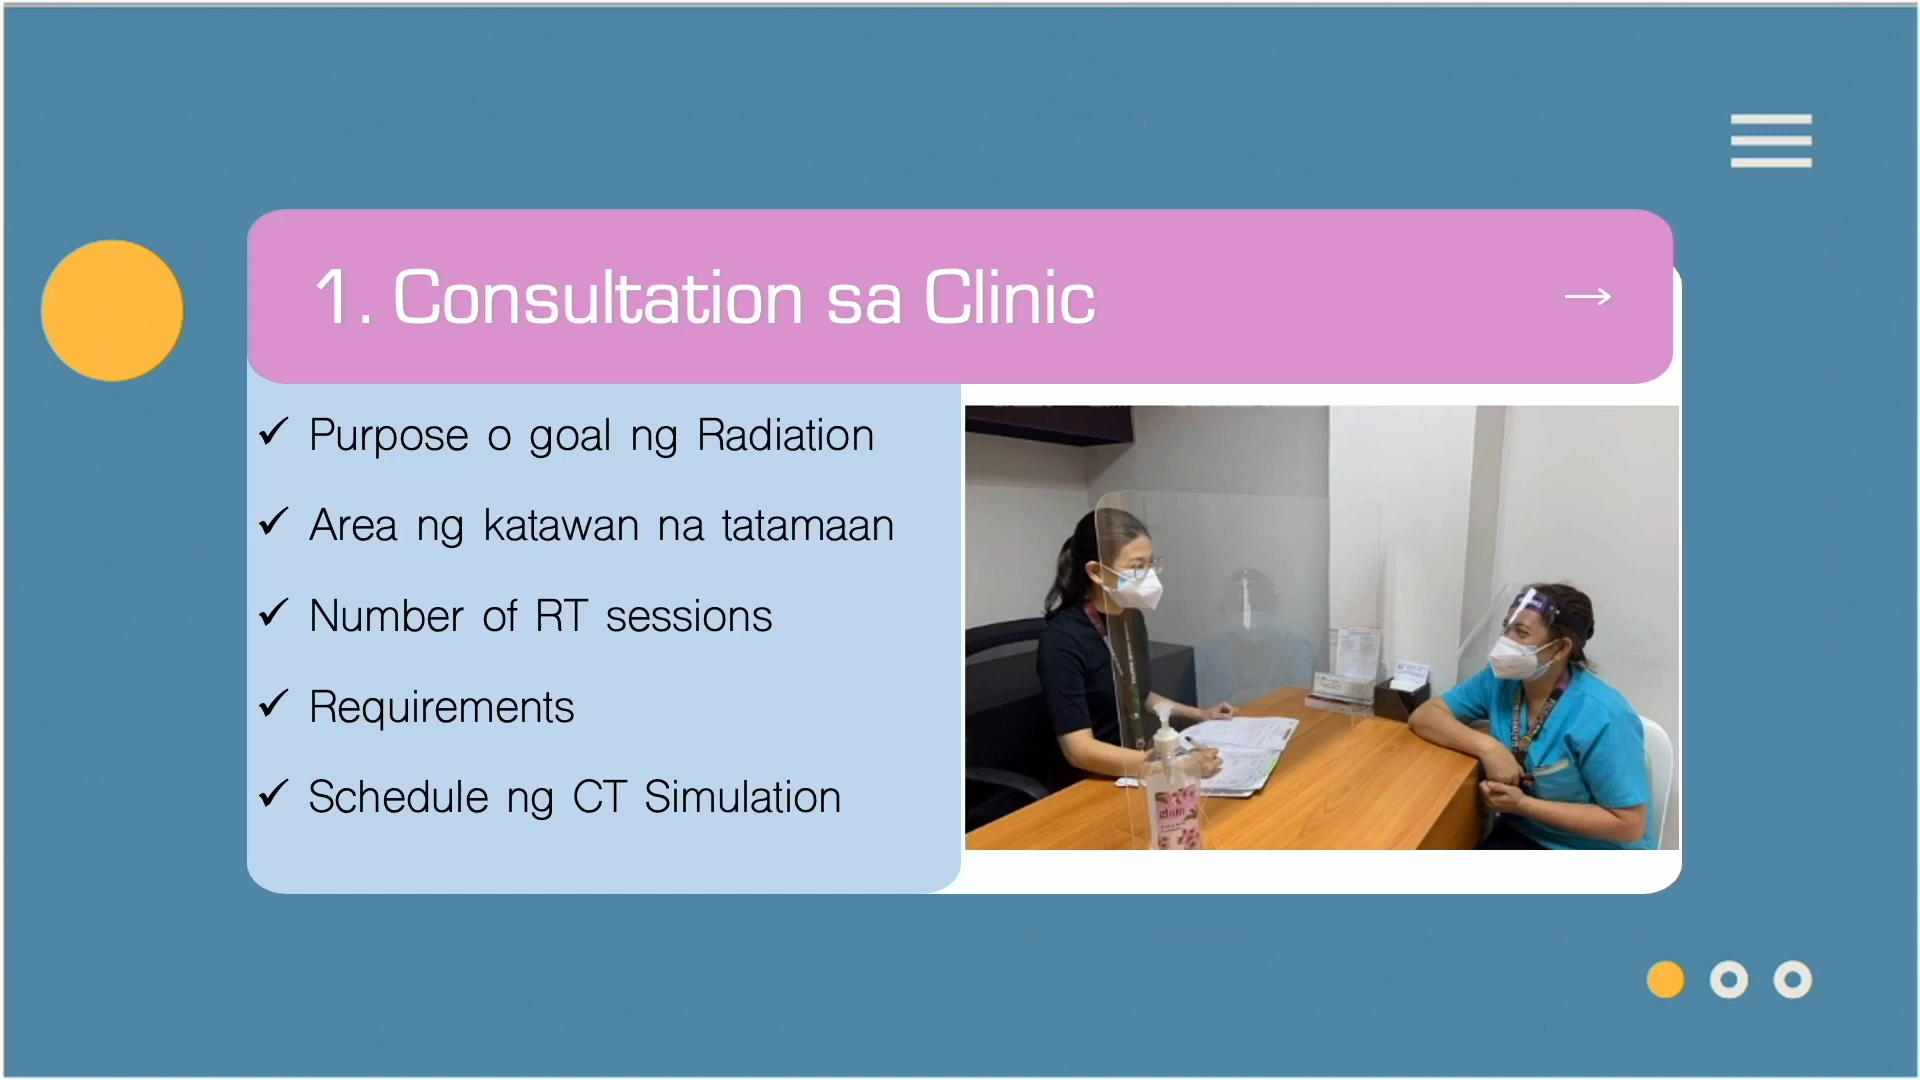 1. Consultation sa Clinic
✓ Purpose o goal ng Radiation
✓ Area ng katawan na tatamaan
✓ Number of RT sessions
✓ Requirements
✓ Schedule ng CT Simulation
glam